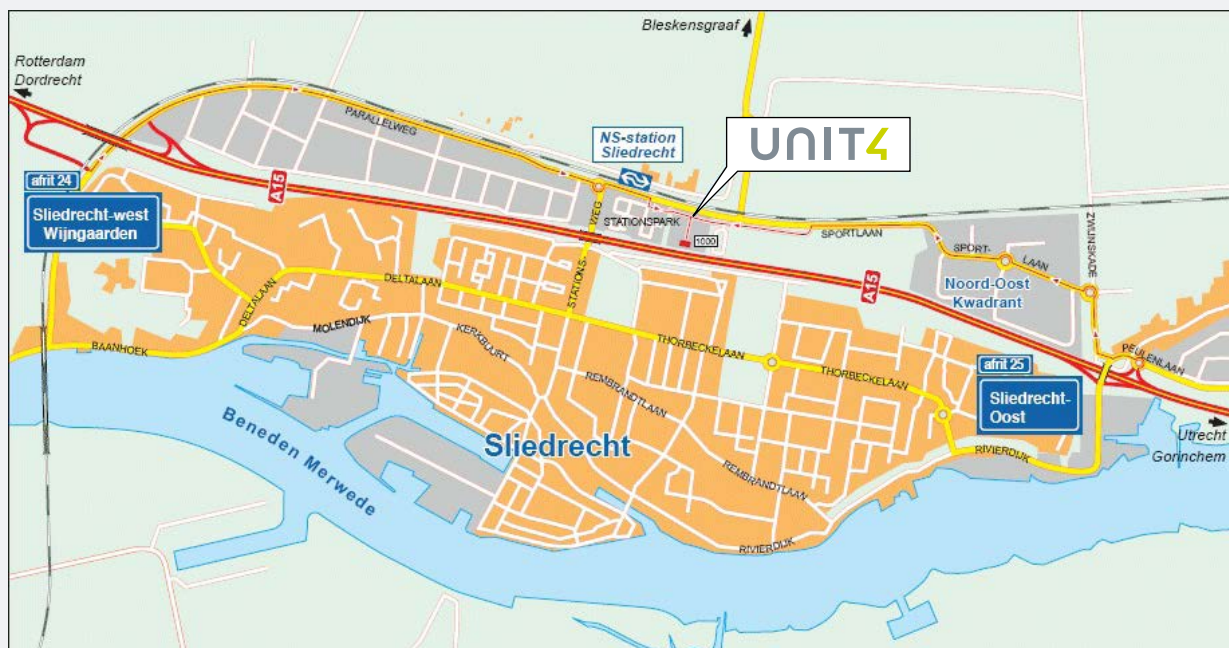 Bleskensgraaf
Rotterdam
Dordrecht
PARALLELWEG
NS-station
Sliedrecht
UNIT4
afrit 24
Sliedrecht-west
Wijngaarden
A15
WEG
STATIONS-
STATIONSPARK
1000
SPORTLAAN
SPORT-
LAAN
ZWIJNSKADE
Noord-Oost
Kwadrant
A15
DELTALAAN
DELTALAAN
MOLENDIJK
BAANHOEK
KERKBUURT
THORBECKELAAN
THORBECKELAAN
PEULENLAAN
afrit 25
Sliedrecht-
Oost
REMBRANDTLAAN
Sliedrecht
Beneden Merwede
REMBRANDTLAAN
RIVIERDIJK
RIVIERDIJK
Utrecht
Gorinchem